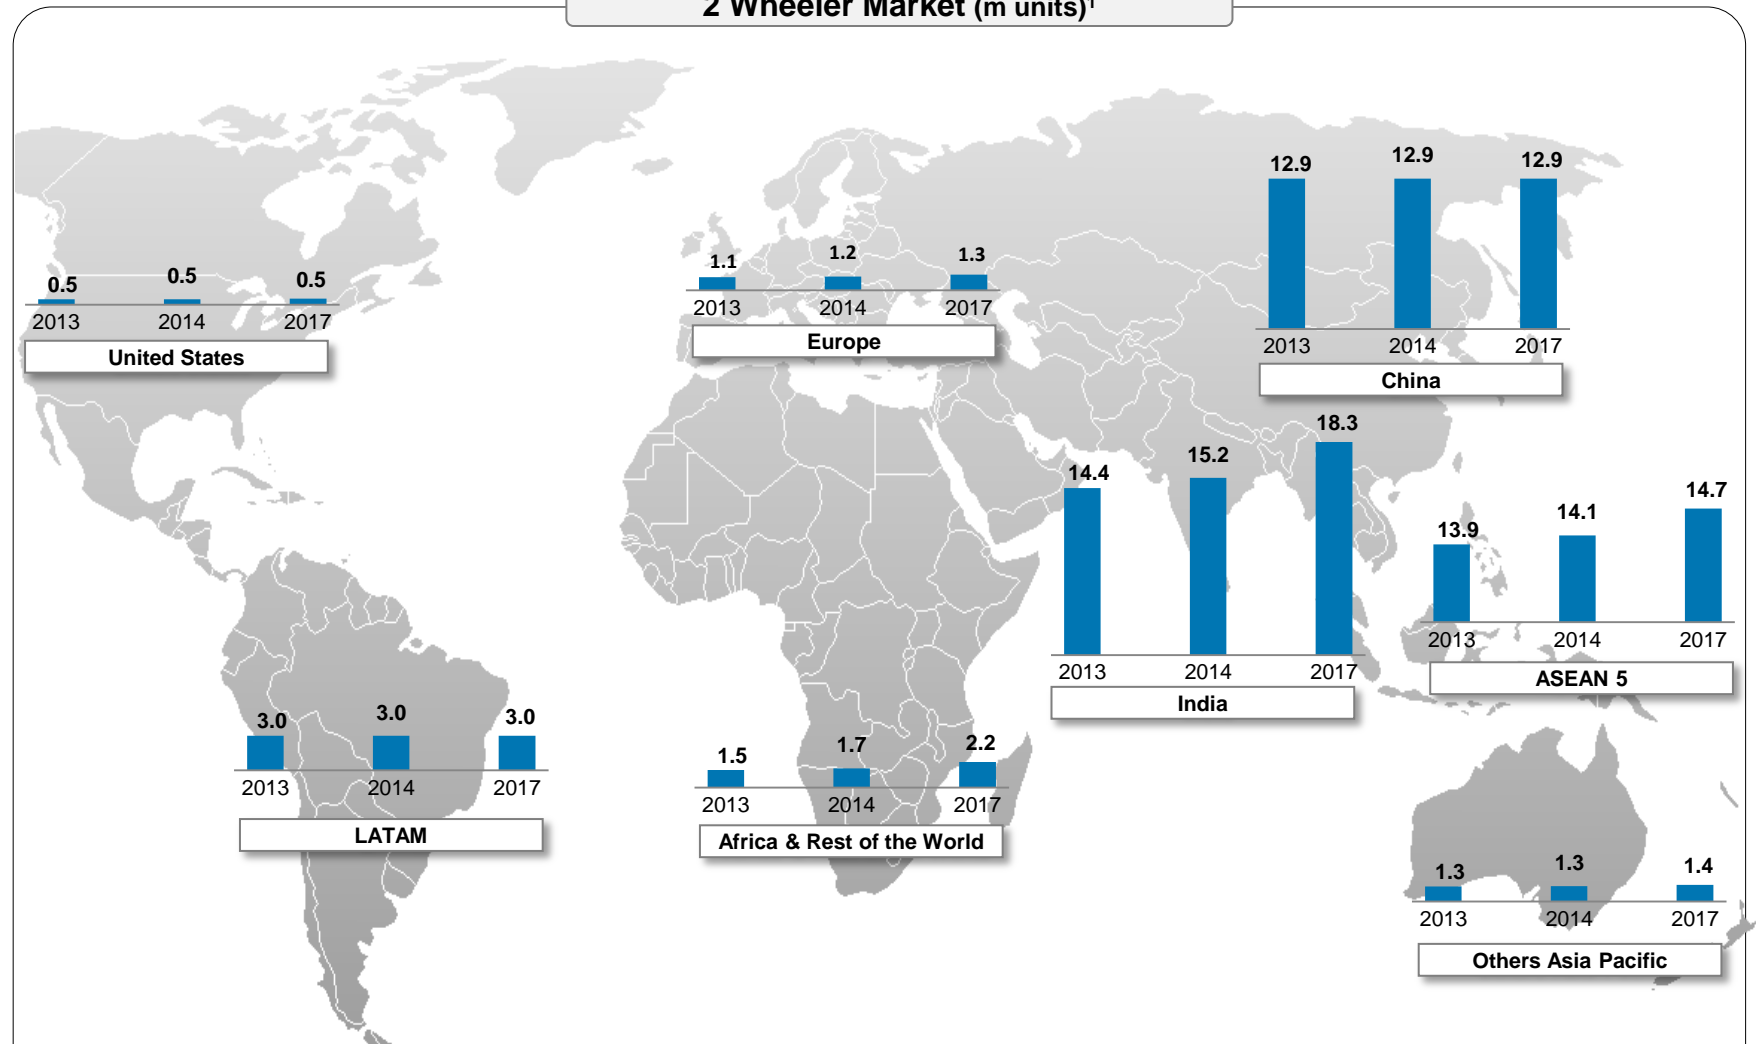 2 Wheeler Market (m units)¹
0.5 0.5 0.5
2013 2014 2017
United States
1.1 1.2 1.3
2013 2014 2017
Europe
12.9 12.9 12.9
2013 2014 2017
China
14.4 15.2 18.3
2013 2014 2017
India
13.9 14.1 14.7
2013 2014 2017
ASEAN 5
3.0 3.0 3.0
2013 2014 2017
LATAM
1.5 1.7 2.2
2013 2014 2017
Africa & Rest of the World
1.3 1.3 1.4
2013 2014 2017
Others Asia Pacific